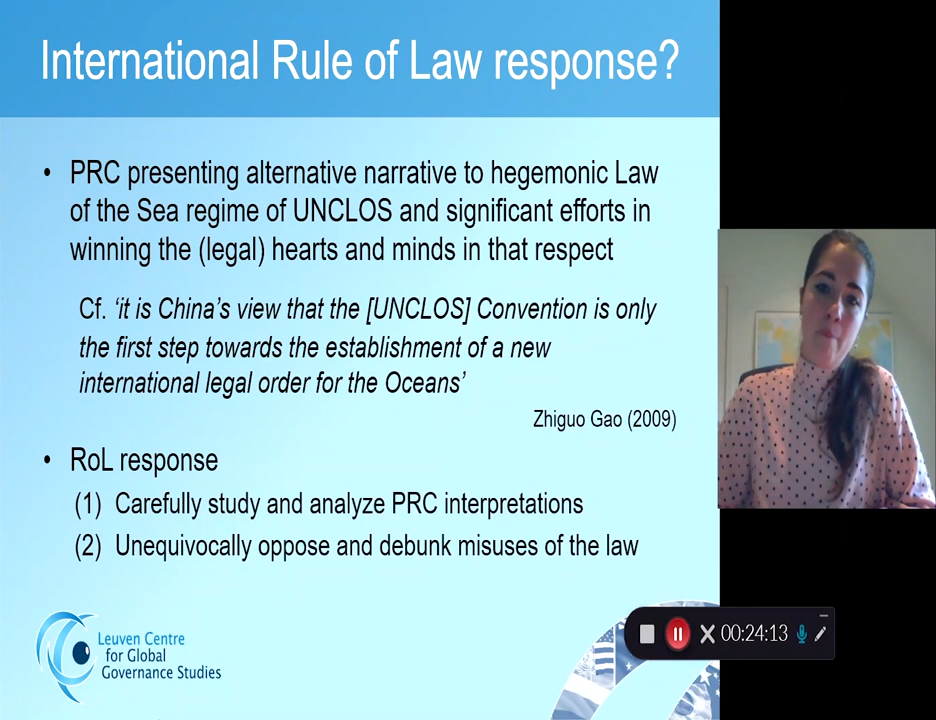 International Rule of Law response?
• PRC presenting alternative narrative to hegemonic Law
of the Sea regime of UNCLOS and significant efforts in
winning the (legal) hearts and minds in that respect
Cf. ‘it is China’s view that the [UNCLOS] Convention is only
the first step towards the establishment of a new
international legal order for the Oceans’
Zhiguo Gao (2009)
• RoL response
(1) Carefully study and analyze PRC interpretations
(2) Unequivocally oppose and debunk misuses of the law
Leuven Centre
for Global
Governance Studies
00:24:13